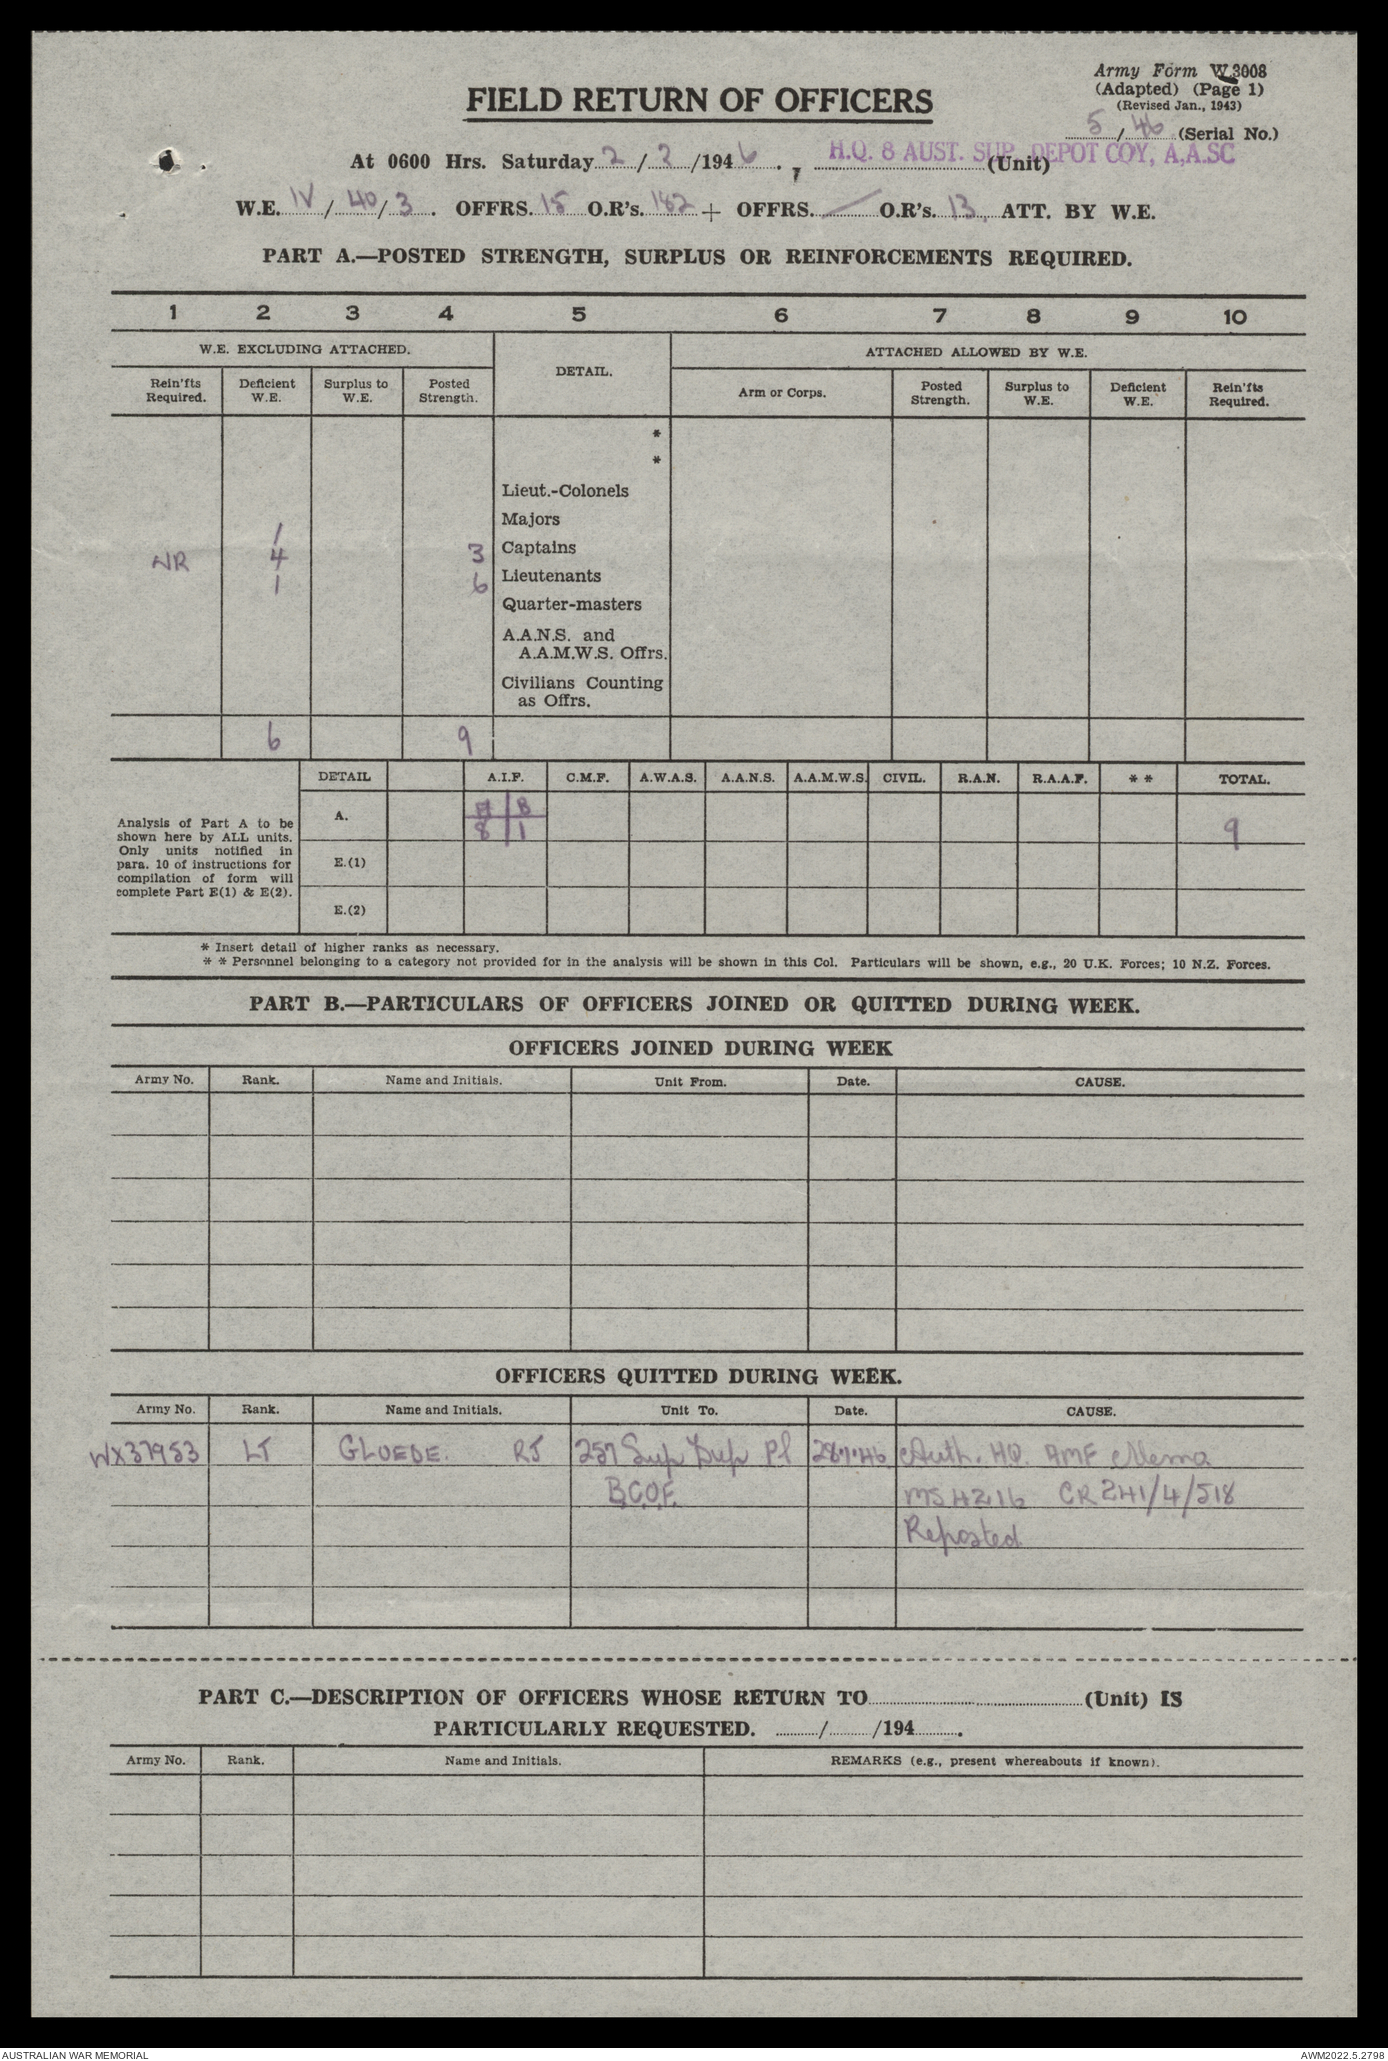 Army Form W.3008
(Adapted) (Page 1)
(Revised Jan., 1943)
FIELD RETURN OF OFFICERS
5/46 (Serial No.)
At 0600 Hrs. Saturday 2/2/1946. , H.Q. 8 AUST. SUP. DEPOT COY, A.A.SC (Unit)
W.E. IV/40/3. OFFRS. 15 O.R's. 182 + OFFRS. / O.R's. 13 ATT. BY W.E.
PART A.—POSTED STRENGTH, SURPLUS OR REINFORCEMENTS REQUIRED.
1 2 3 4 5 6 7 8 9 10
W.E. EXCLUDING ATTACHED. DETAIL. ATTACHED ALLOWED BY W.E.
Rein'fts Required. Deficient W.E. Surplus to W.E. Posted Strength. Arm or Corps. Posted Strength. Surplus to W.E. Deficient W.E. Rein'fts Required.
*
*
Lieut.-Colonels
1 Majors
NR 4 3 Captains
1 6 Lieutenants
Quarter-masters
A.A.N.S. and
A.A.M.W.S. Offrs.
Civilians Counting
as Offrs.
6 9
DETAIL A.I.F. C.M.F. A.W.A.S. A.A.N.S. A.A.M.W.S. CIVIL. R.A.N. R.A.A.F. * * TOTAL.
Analysis of Part A to be
shown here by ALL units.
Only units notified in
para. 10 of instructions for
compilation of form will
complete Part E(1) & E(2).
A. A B
8 1 9
E.(1)
E.(2)
* Insert detail of higher ranks as necessary.
* * Personnel belonging to a category not provided for in the analysis will be shown in this Col. Particulars will be shown, e.g., 20 U.K. Forces; 10 N.Z. Forces.
PART B.—PARTICULARS OF OFFICERS JOINED OR QUITTED DURING WEEK.
OFFICERS JOINED DURING WEEK
Army No. Rank. Name and Initials. Unit From. Date. CAUSE.
OFFICERS QUITTED DURING WEEK.
Army No. Rank. Name and Initials. Unit To. Date. CAUSE.
WX37953 LT GLOEDE. RJ 257 Sup Dep Pl 28.1.46 Auth. HQ. AMF Memo
B.C.O.F. MS 4216 CR 241/4/518
Reposted
PART C.—DESCRIPTION OF OFFICERS WHOSE RETURN TO (Unit) IS
PARTICULARLY REQUESTED. / /194 .
Army No. Rank. Name and Initials. REMARKS (e.g., present whereabouts if known).
AUSTRALIAN WAR MEMORIAL AWM2022.5.2798